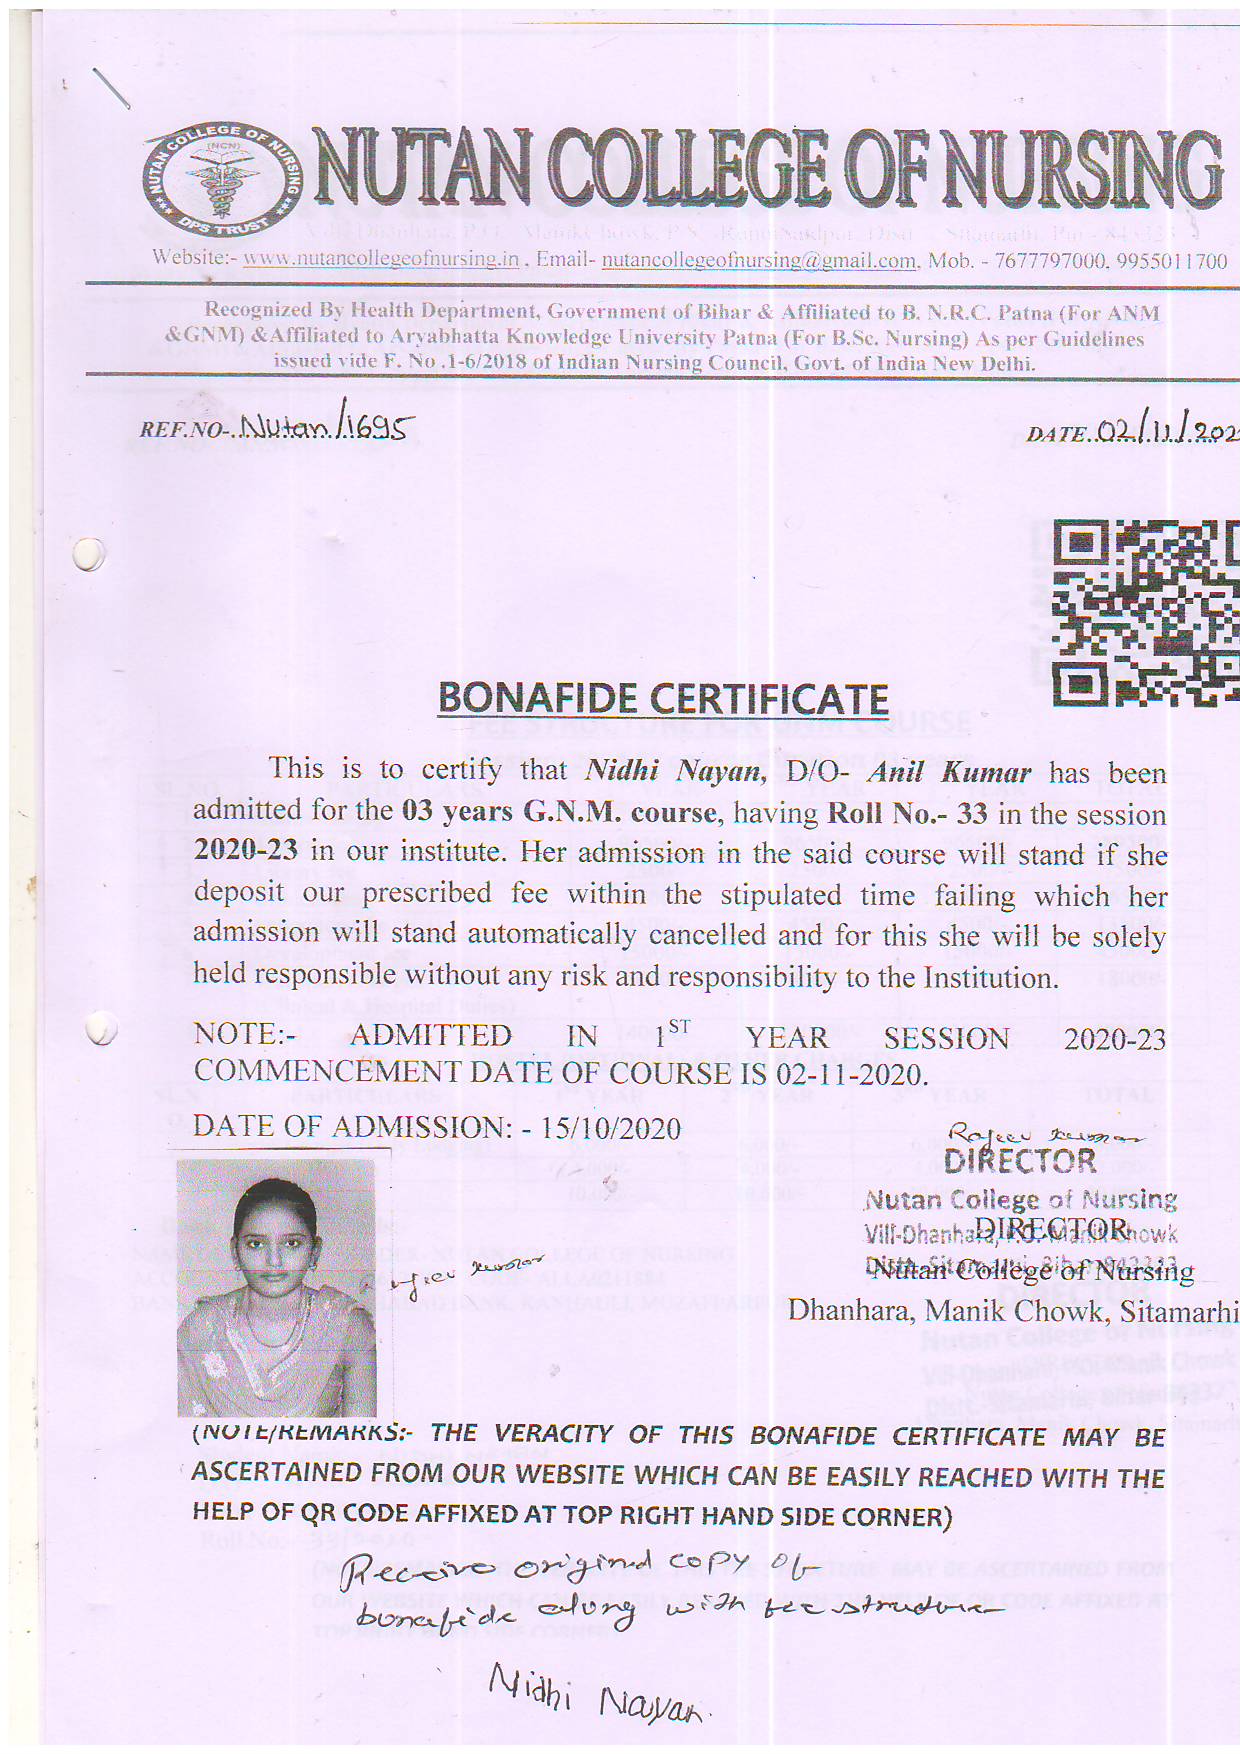 NUTAN COLLEGE OF NURSING
(NCN)
DPS TRUST
NUTAN COLLEGE OF NURSING
Website:- www.nutancollegeofnursing.in , Email- nutancollegeofnursing@gmail.com, Mob. - 7677797000, 9955011700
Recognized By Health Department, Government of Bihar & Affiliated to B. N.R.C. Patna (For ANM
&GNM) &Affiliated to Aryabhatta Knowledge University Patna (For B.Sc. Nursing) As per Guidelines
issued vide F. No .1-6/2018 of Indian Nursing Council, Govt. of India New Delhi.
REF.NO-...Nutan/1695
DATE..02/11/202
BONAFIDE CERTIFICATE
This is to certify that Nidhi Nayan, D/O- Anil Kumar has been
admitted for the 03 years G.N.M. course, having Roll No.- 33 in the session
2020-23 in our institute. Her admission in the said course will stand if she
deposit our prescribed fee within the stipulated time failing which her
admission will stand automatically cancelled and for this she will be solely
held responsible without any risk and responsibility to the Institution.
NOTE:- ADMITTED IN 1ST YEAR SESSION 2020-23
COMMENCEMENT DATE OF COURSE IS 02-11-2020.
DATE OF ADMISSION: - 15/10/2020
Rajeev Kumar
DIRECTOR
Nutan College of Nursing
Vill-Dhanhara, P.O. Manik Chowk
DIRECTOR
Distt. Sitamarhi, Bihar-843323
Nutan College of Nursing
Dhanhara, Manik Chowk, Sitamarhi
Rajeev Kumar
(NOTE/REMARKS:- THE VERACITY OF THIS BONAFIDE CERTIFICATE MAY BE
ASCERTAINED FROM OUR WEBSITE WHICH CAN BE EASILY REACHED WITH THE
HELP OF QR CODE AFFIXED AT TOP RIGHT HAND SIDE CORNER)
Receive original copy of
bonafide along with fee structure
Nidhi Nayan.